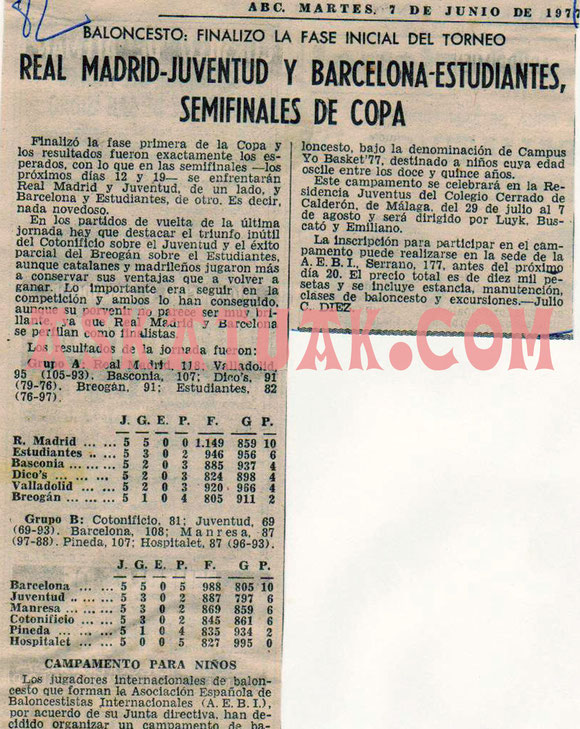 82
ABC. MARTES, 7 DE JUNIO DE 197
BALONCESTO: FINALIZO LA FASE INICIAL DEL TORNEO
REAL MADRID-JUVENTUD Y BARCELONA-ESTUDIANTES,
SEMIFINALES DE COPA
Finalizó la fase primera de la Copa y
los resultados fueron exactamente los es-
perados, con lo que en las semifinales —los
próximos días 12 y 19— se enfrentarán
Real Madrid y Juventud, de un lado, y
Barcelona y Estudiantes, de otro. Es decir,
nada novedoso.
En los partidos de vuelta de la última
jornada hay que destacar el triunfo inútil
del Cotonificio sobre el Juventud y el éxito
parcial del Breogán sobre el Estudiantes,
aunque catalanes y madrileños jugaron más
a conservar sus ventajas que a volver a
ganar. Lo importante era seguir en la
competición y ambos lo han conseguido,
aunque su porvenir no parece ser muy bri-
llante, ya que Real Madrid y Barcelona
se perfilan como finalistas
Los resultados de la jornada fueron:
Grupo A: Real Madrid, 118; Valladolid,
95 (105-93). Basconia, 107; Dico's, 91
(79-76). Breogán, 91; Estudiantes, 82
(76-97).
J. G. E. P. F. G P.
R. Madrid ... ... 5 5 0 0 1.149 859 10
Estudiantes .. ... 5 3 0 2 946 956 6
Basconia ... ... 5 2 0 3 885 937 4
Dico's ... ... ... 5 2 0 3 824 898 4
Valladolid ... ... 5 2 0 3 920 966 4
Breogán ... ... ... 5 1 0 4 805 911 2
Grupo B: Cotonificio, 81; Juventud, 69
(69-93). Barcelona, 108; Manresa, 87
(97-88). Pineda, 107; Hospitalet, 87 (96-93).
J. G. E. P. F. G P.
Barcelona ... ... 5 5 0 5 988 805 10
Juventud .. ... ... 5 3 0 2 887 797 6
Manresa ... ... ... 5 3 0 2 869 859 6
Cotonificio ... ... 5 3 0 2 845 861 6
Pineda ... ... ... 5 1 0 4 835 934 2
Hospitalet ... ... 5 0 0 5 827 995 0
CAMPAMENTO PARA NIÑOS
Los jugadores internacionales de balon-
cesto que forman la Asociación Española de
Baloncestistas Internacionales (A. E. B. I.),
por acuerdo de su Junta directiva, han de-
cidido organizar un campamento de ba-
loncesto, bajo la denominación de Campus
Yo Basket'77, destinado a niños cuya edad
oscile entre los doce y quince años.
Este campamento se celebrará en la Re-
sidencia Juventus del Colegio Cerrado de
Calderón, de Málaga, del 29 de julio al 7
de agosto y será dirigido por Luyk, Bus-
cató y Emiliano.
La inscripción para participar en el cam-
pamento puede realizarse en la sede de la
A. E. B. I., Serrano, 177, antes del próximo
día 20. El precio total es de diez mil pe-
setas y se incluye estancia, manutención,
clases de baloncesto y excursiones.—Julio
C. DIEZ